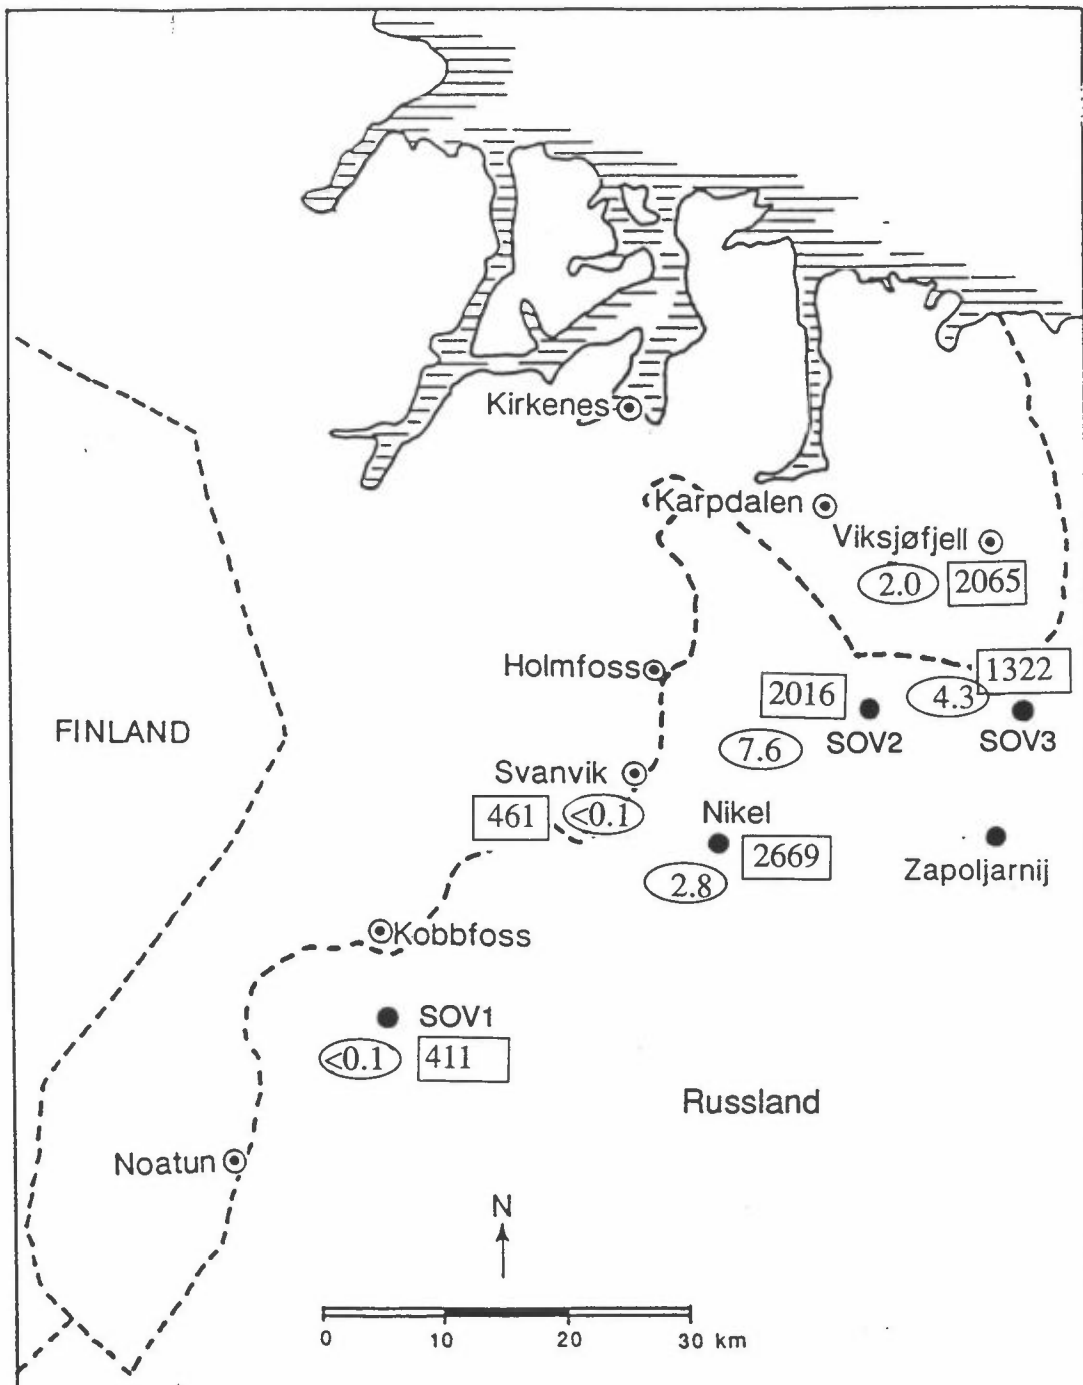 Kirkenes
Karpdalen
Viksjøfjell
2.0 2065
Holmfoss
1322
2016
4.3
FINLAND
7.6
SOV2
SOV3
Svanvik
461 <0.1
Nikel
2669
2.8
Zapoljarnij
Kobbfoss
SOV1
<0.1 411
Russland
Noatun
N
0 10 20 30 km